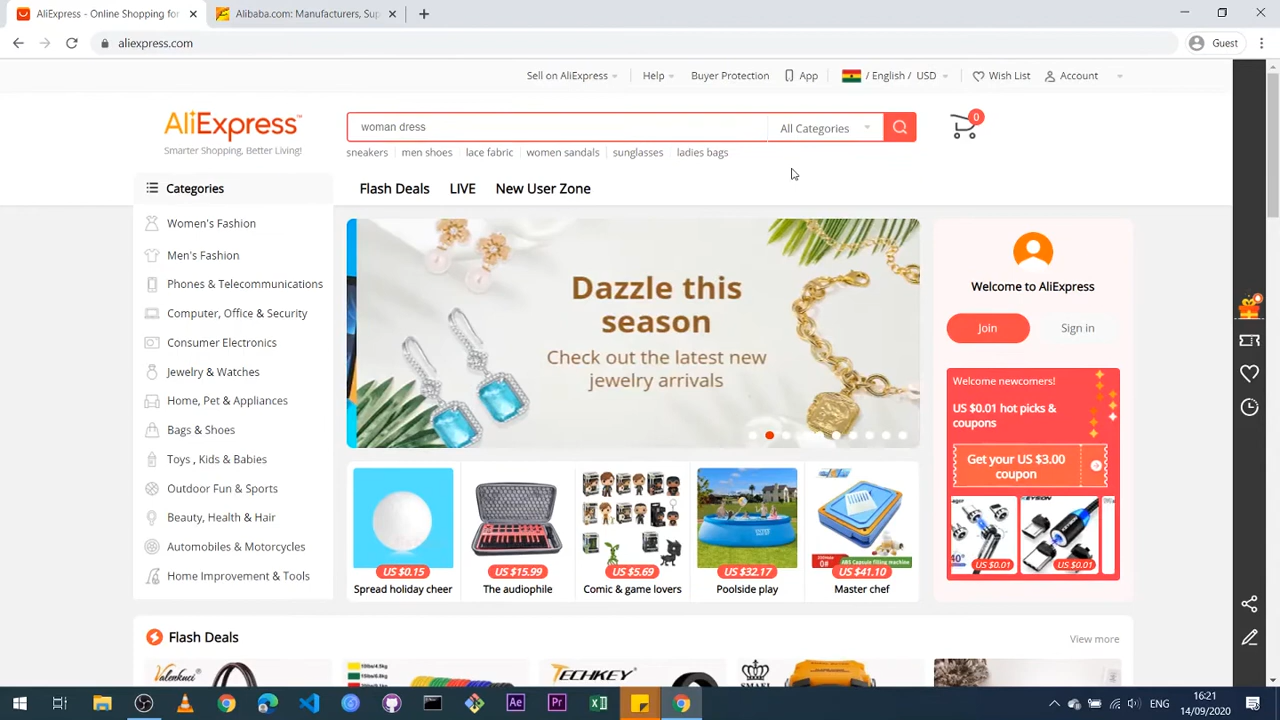 AliExpress - Online Shopping for
Alibaba.com: Manufacturers, Sup
aliexpress.com
Guest
Sell on AliExpress
Help
Buyer Protection
App
/ English / USD
Wish List
Account
AliExpress™
Smarter Shopping, Better Living!
woman dress
All Categories
0
sneakers
men shoes
lace fabric
women sandals
sunglasses
ladies bags
Categories
Flash Deals
LIVE
New User Zone
Women's Fashion
Men's Fashion
Phones & Telecommunications
Computer, Office & Security
Consumer Electronics
Jewelry & Watches
Home, Pet & Appliances
Bags & Shoes
Toys , Kids & Babies
Outdoor Fun & Sports
Beauty, Health & Hair
Automobiles & Motorcycles
Home Improvement & Tools
Dazzle this
season
Check out the latest new
jewelry arrivals
Welcome to AliExpress
Join
Sign in
Welcome newcomers!
US $0.01 hot picks &
coupons
Get your US $3.00
coupon
US $0.01
US $0.01
US $0.15
Spread holiday cheer
US $15.99
The audiophile
US $5.69
Comic & game lovers
US $32.17
Poolside play
US $41.10
Master chef
Flash Deals
View more
Valenkuci
TECHKEY
ENG
16:21
14/09/2020